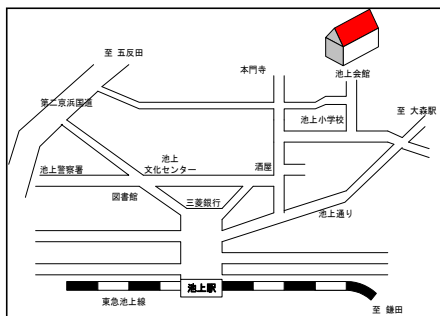 至 五反田
本門寺
池上会館
第二京浜国道
至 大森駅
池上小学校
池上
文化センター
酒屋
池上警察署
図書館
三菱銀行
池上通り
池上駅
東急池上線
至 鎌田